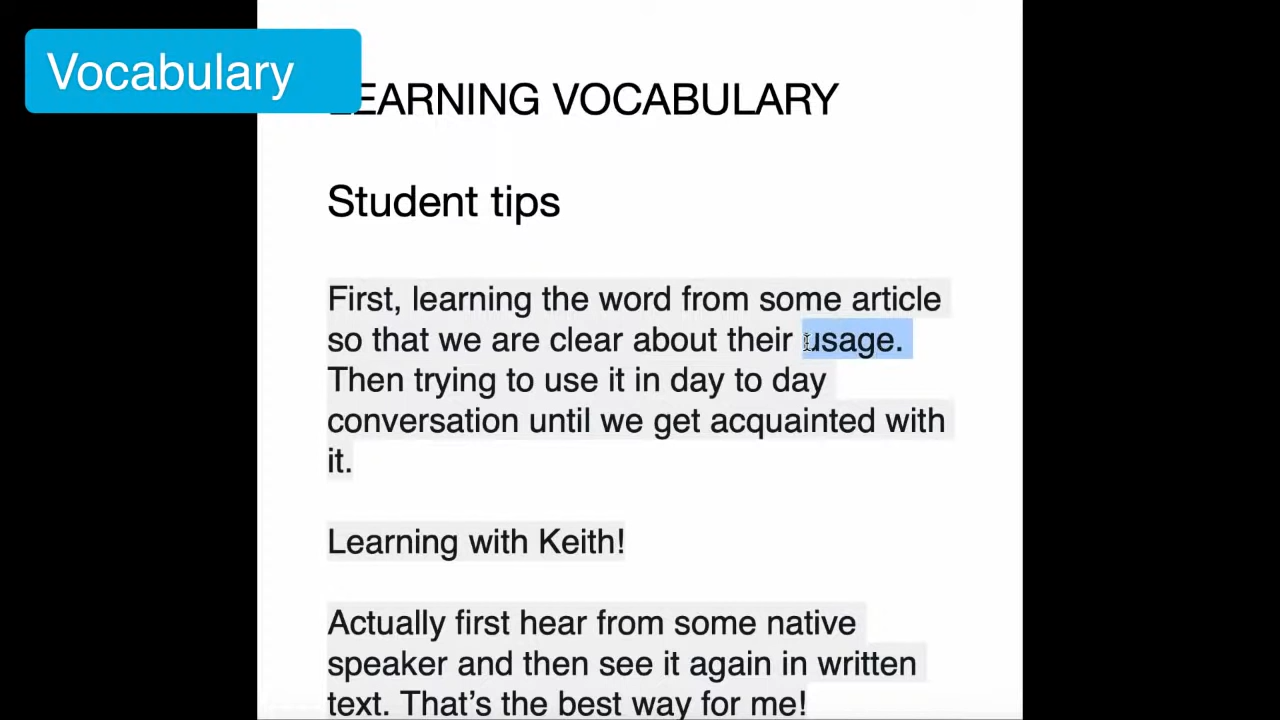 Vocabulary
LEARNING VOCABULARY
Student tips
First, learning the word from some article
so that we are clear about their usage.
Then trying to use it in day to day
conversation until we get acquainted with
it.
Learning with Keith!
Actually first hear from some native
speaker and then see it again in written
text. That’s the best way for me!